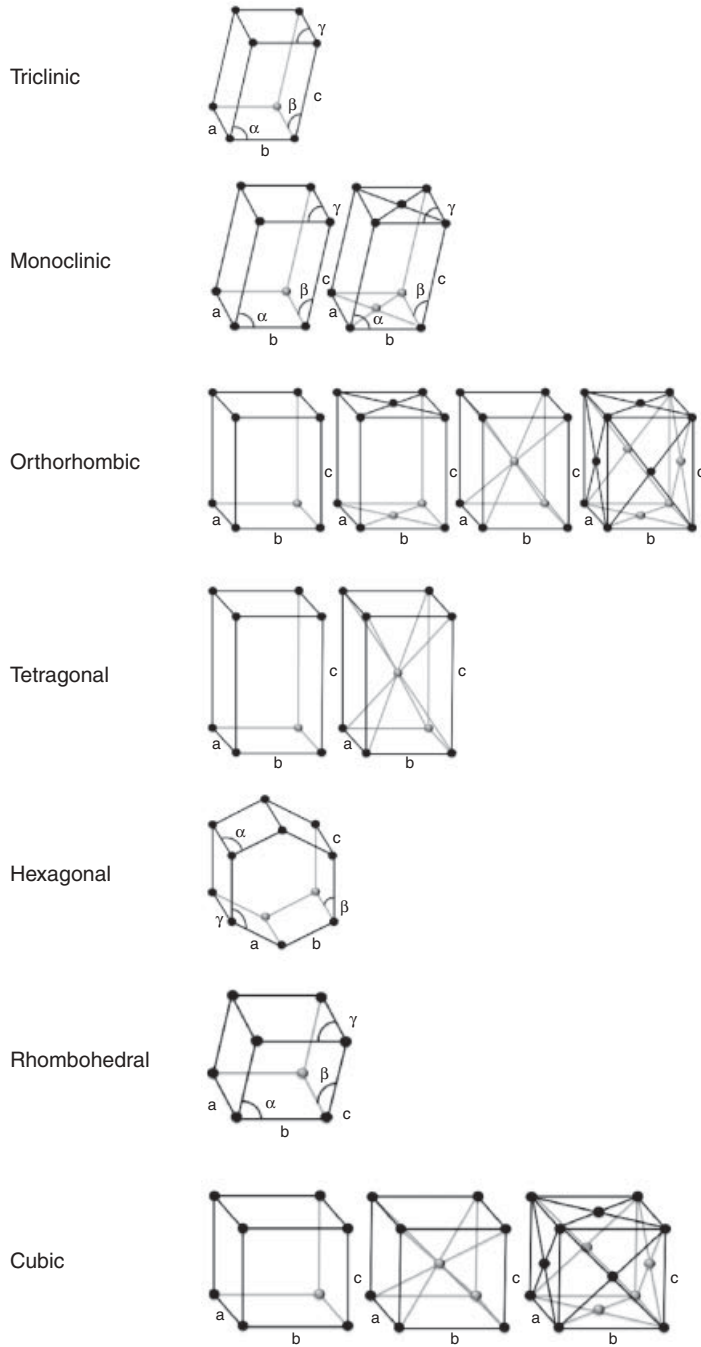 Triclinic
γ
β
c
a
α
b
Monoclinic
γ γ
c c
β β
a α a α
b b
Orthorhombic
c c c c
a a a a
b b b b
Tetragonal
c c
a a
b b
Hexagonal
α
c
γ
β
a b
Rhombohedral
γ
β
a
α
c
b
Cubic
c c c
a a a
b b b